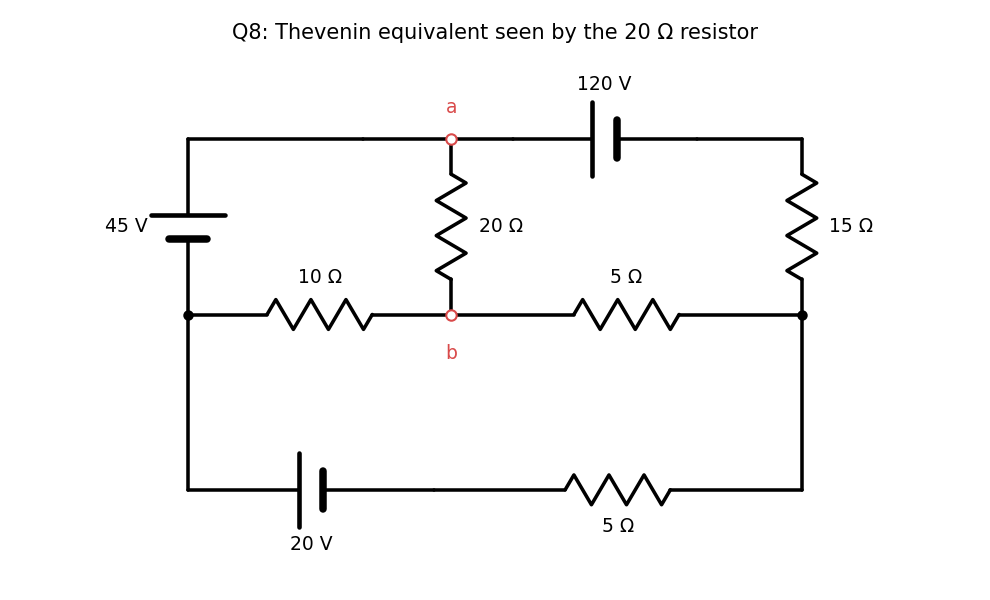 Q8: Thevenin equivalent seen by the 20 Ω resistor
120 V
a
45 V
20 Ω
15 Ω
10 Ω
5 Ω
b
5 Ω
20 V